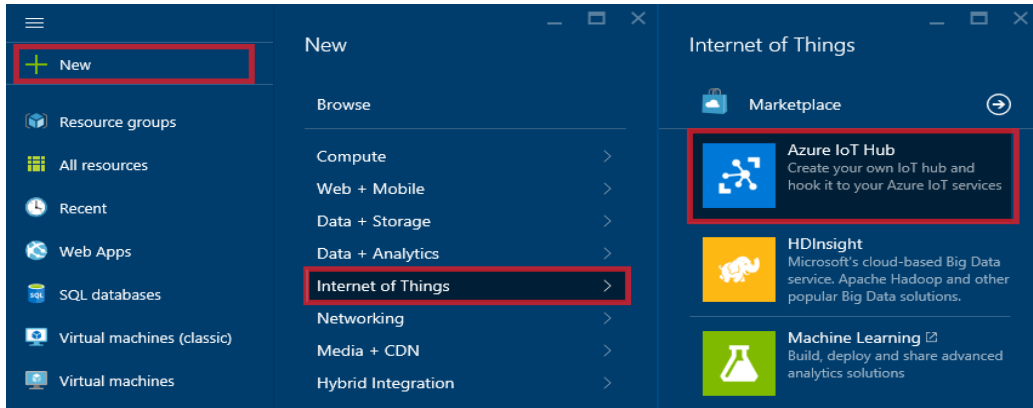 New
Resource groups
All resources
Recent
Web Apps
SQL databases
Virtual machines (classic)
Virtual machines
New
Browse
Compute
Web + Mobile
Data + Storage
Data + Analytics
Internet of Things
Networking
Media + CDN
Hybrid Integration
Internet of Things
Marketplace
Azure IoT Hub
Create your own IoT hub and
hook it to your Azure IoT services
HDInsight
Microsoft's cloud-based Big Data
service. Apache Hadoop and other
popular Big Data solutions.
Machine Learning
Build, deploy and share advanced
analytics solutions